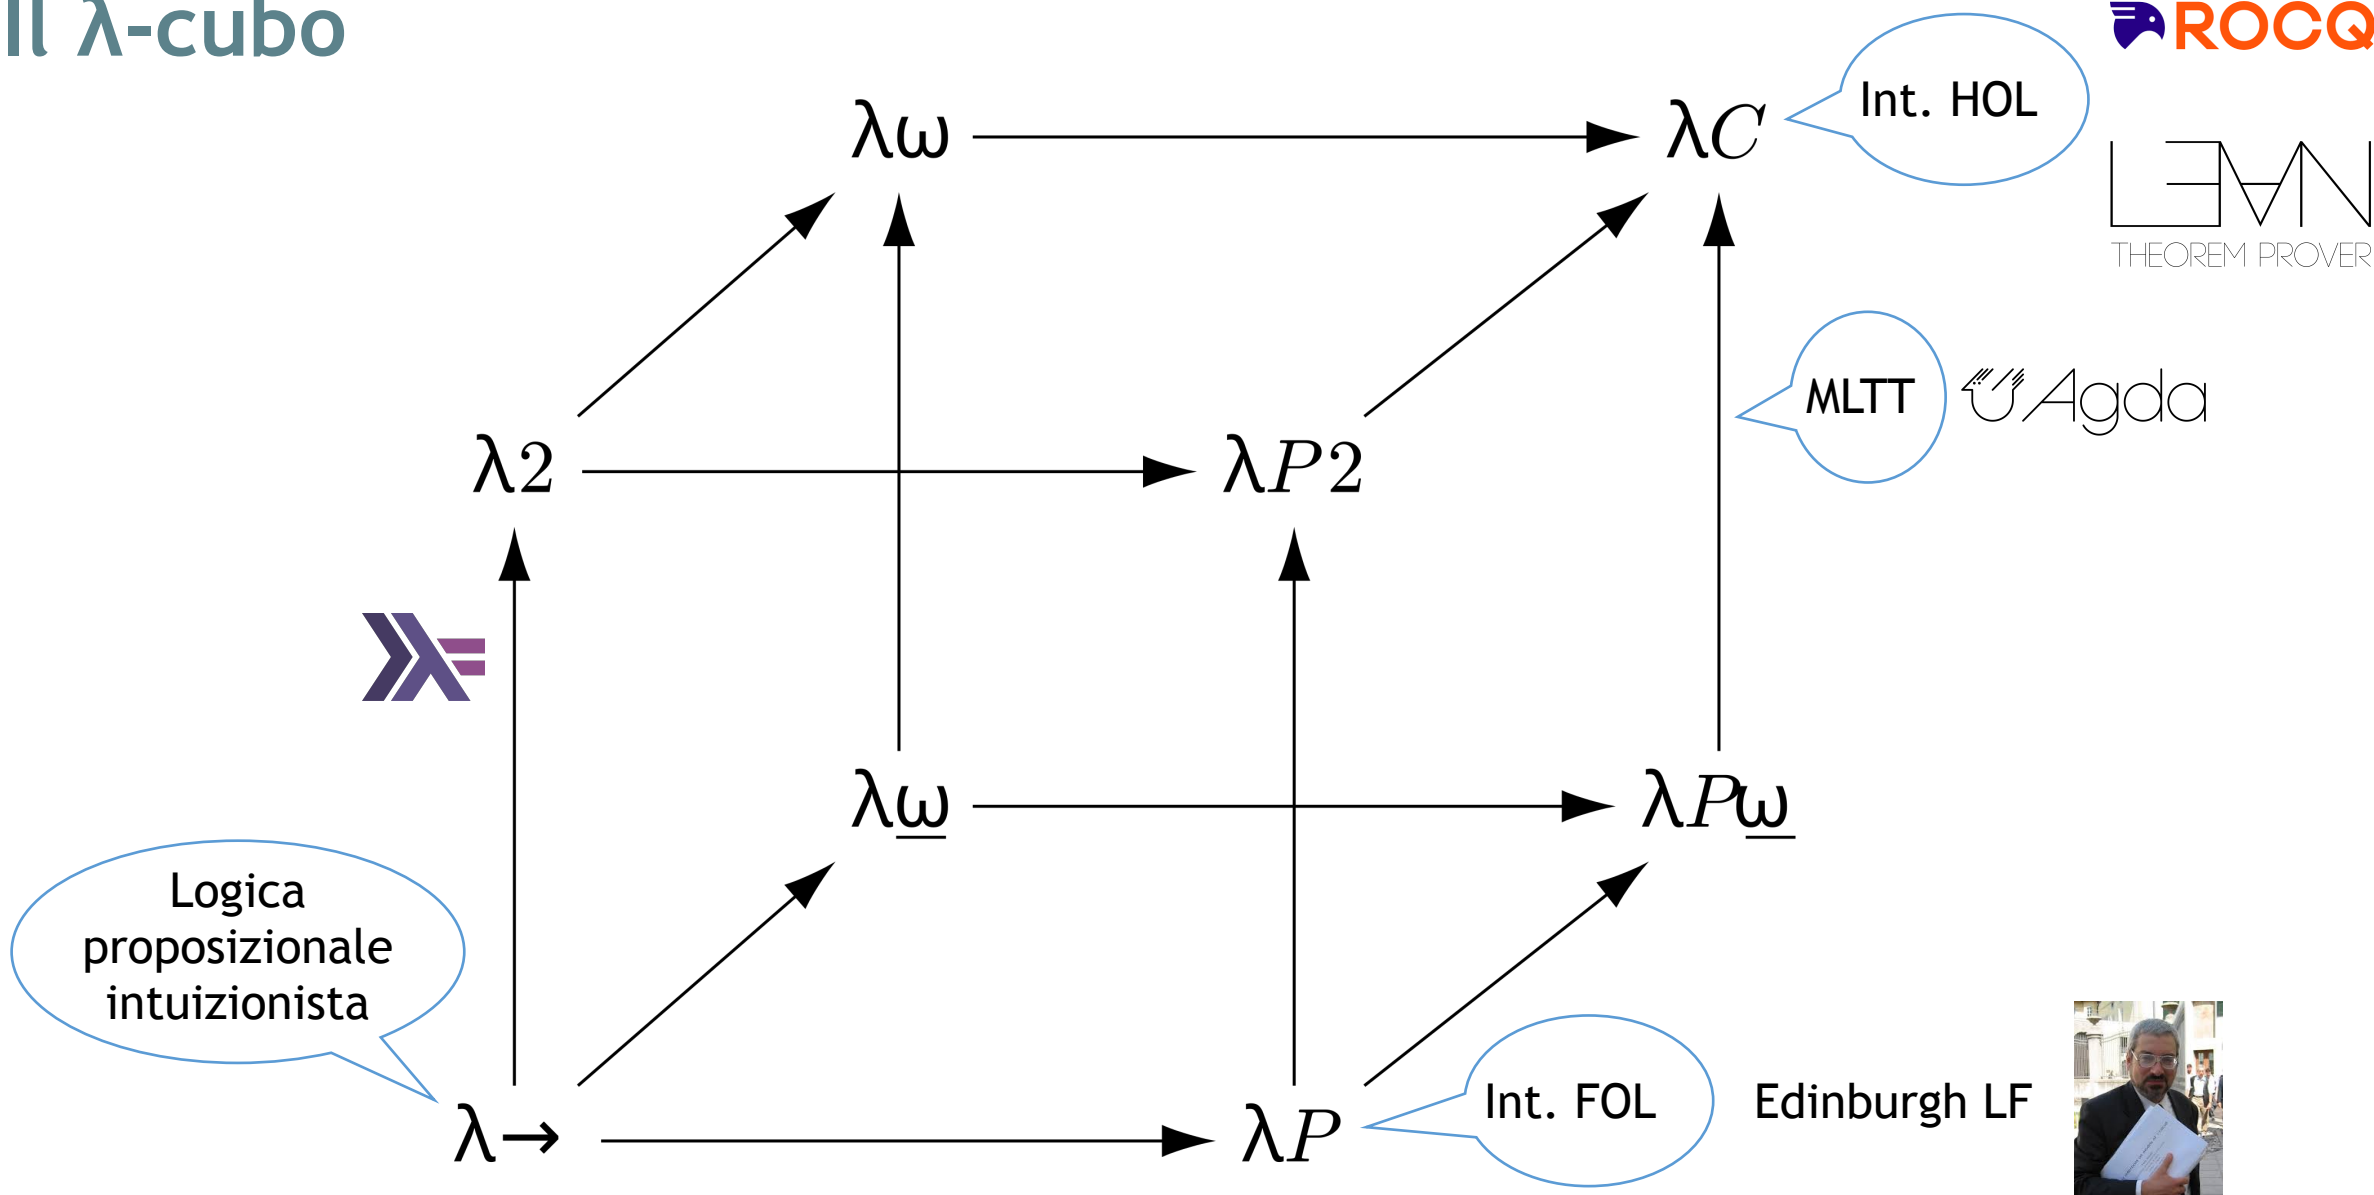 Il λ-cubo
ROCQ
λω
λC
Int. HOL
LEAN
THEOREM PROVER
MLTT
Agda
λ2
λP2
λω̲
λPω̲
Logica
proposizionale
intuizionista
λ→
λP
Int. FOL
Edinburgh LF